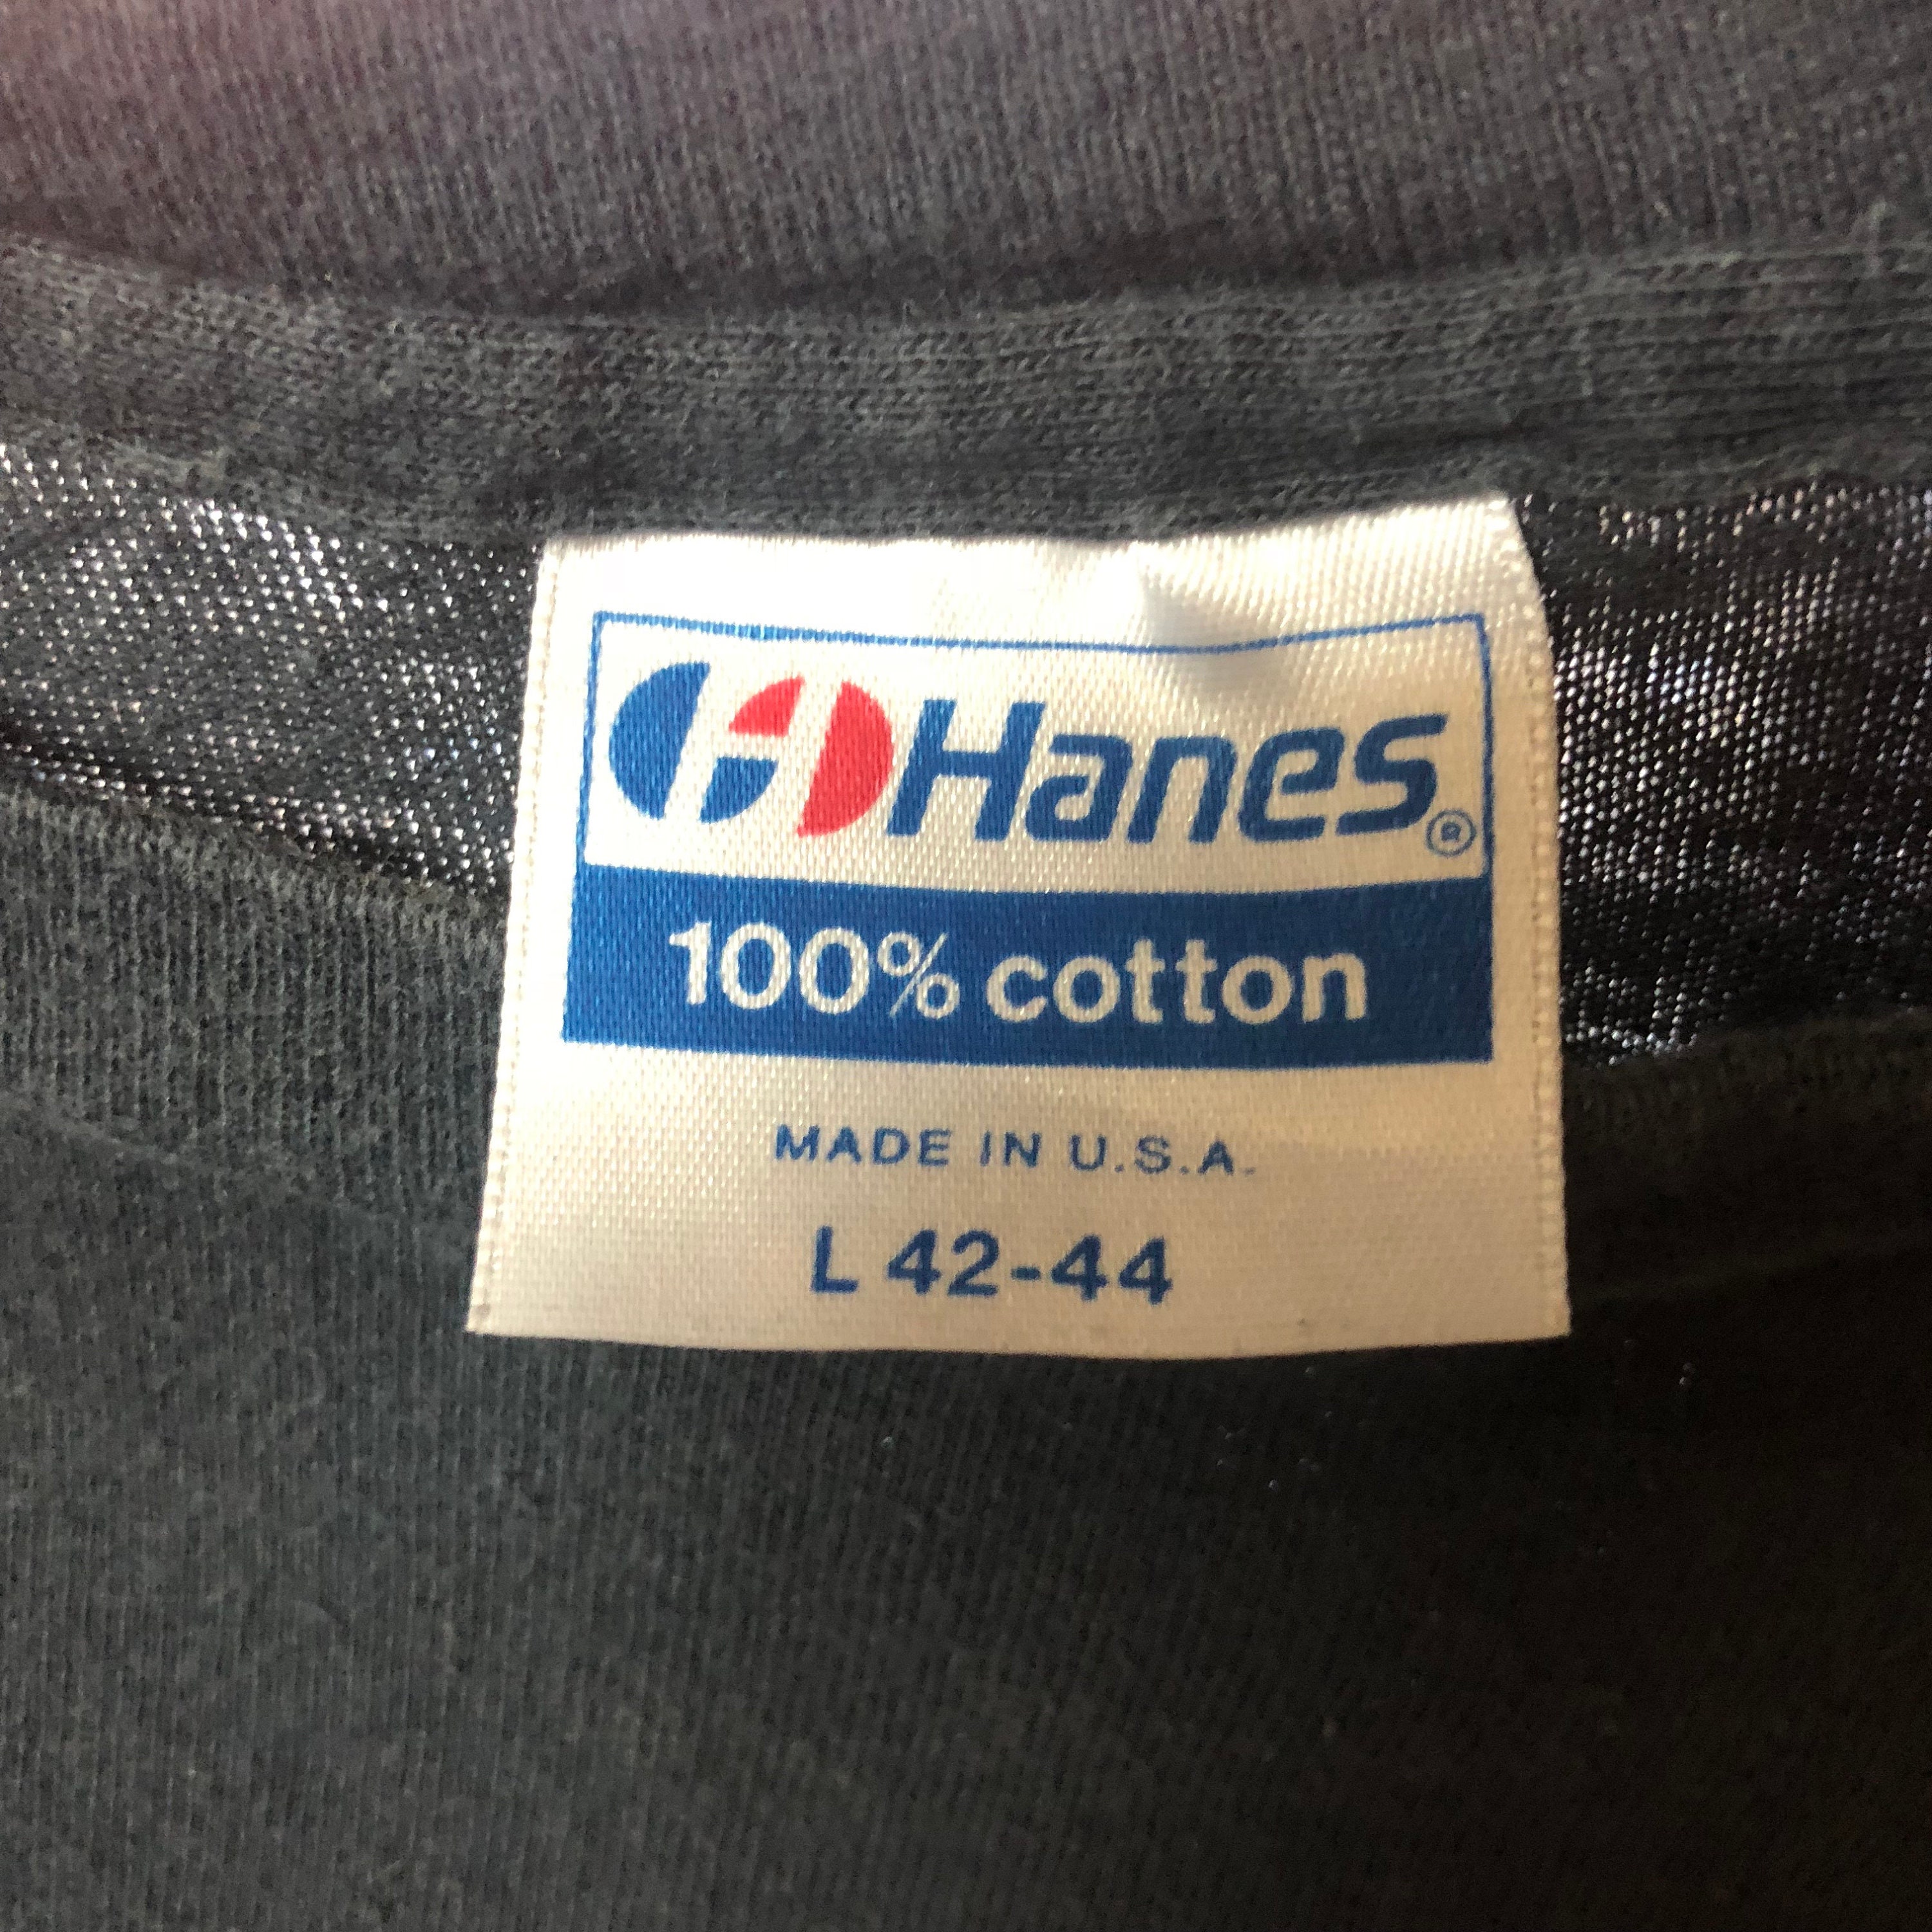 Hanes®
100% cotton
MADE IN U.S.A.
L 42-44